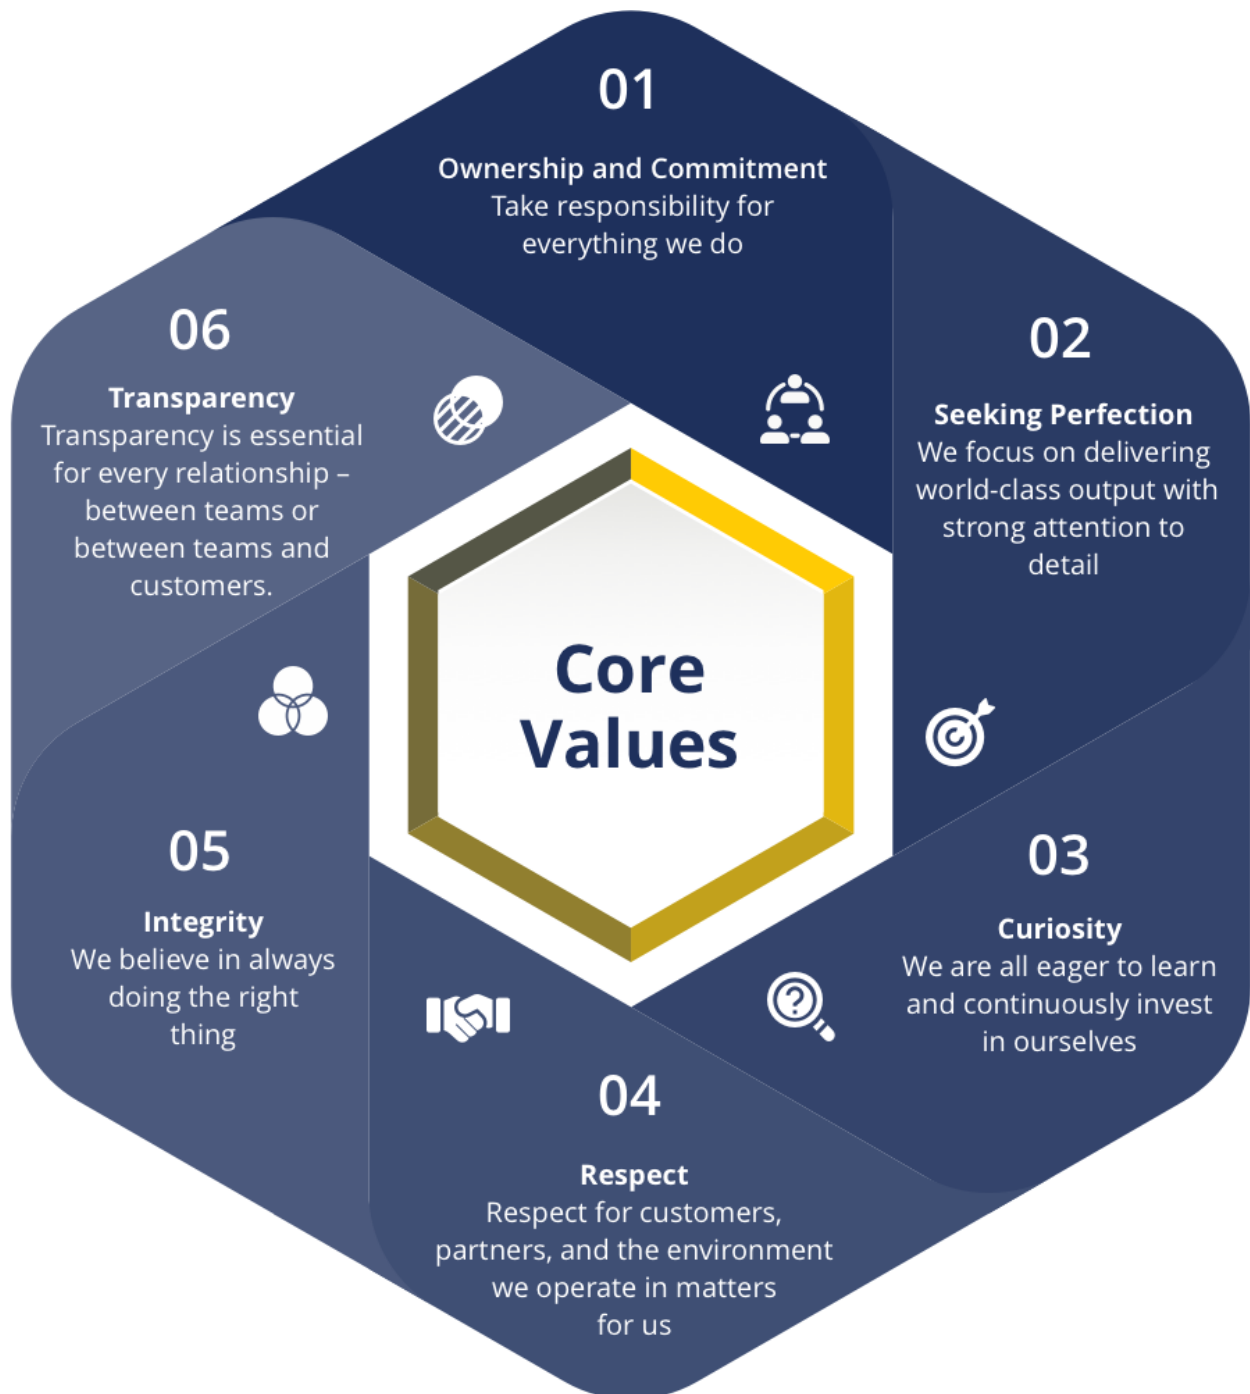 01
Ownership and Commitment
Take responsibility for
everything we do
02
Seeking Perfection
We focus on delivering
world-class output with
strong attention to
detail
03
Curiosity
We are all eager to learn
and continuously invest
in ourselves
04
Respect
Respect for customers,
partners, and the environment
we operate in matters
for us
05
Integrity
We believe in always
doing the right
thing
06
Transparency
Transparency is essential
for every relationship –
between teams or
between teams and
customers.
Core
Values